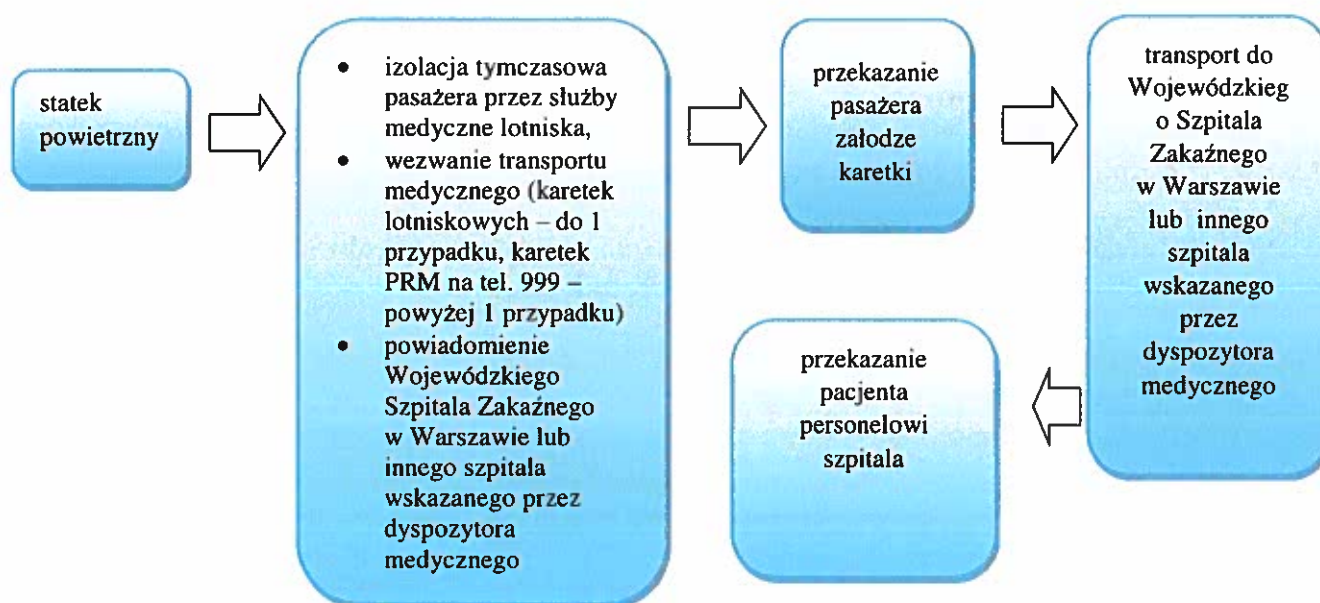 statek
powietrzny
• izolacja tymczasowa
pasażera przez służby
medyczne lotniska,
• wezwanie transportu
medycznego (karetek
lotniskowych – do 1
przypadku, karetek
PRM na tel. 999 –
powyżej 1 przypadku)
• powiadomienie
Wojewódzkiego
Szpitala Zakaźnego
w Warszawie lub
innego szpitala
wskazanego przez
dyspozytora
medycznego
przekazanie
pasażera
załodze
karetki
transport do
Wojewódzkieg
o Szpitala
Zakaźnego
w Warszawie
lub innego
szpitala
wskazanego
przez
dyspozytora
medycznego
przekazanie
pacjenta
personelowi
szpitala